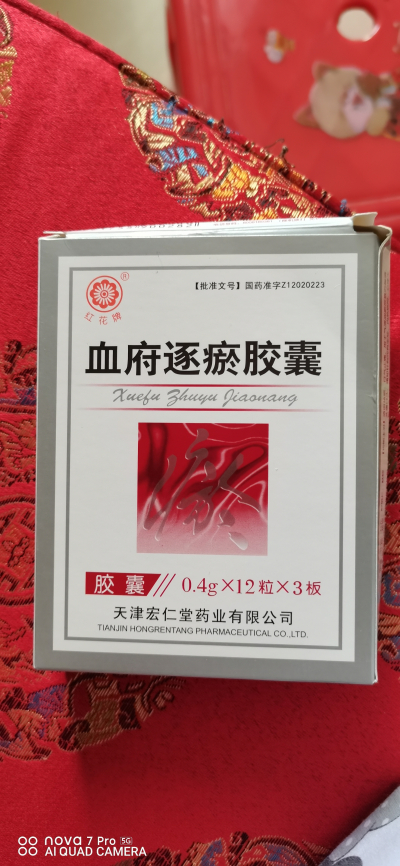 【批准文号】国药准字Z12020223
®
红花牌
血府逐瘀胶囊
Xuefu Zhuyu Jiaonang
瘀
胶囊 0.4g×12粒×3板
天津宏仁堂药业有限公司
TIANJIN HONGRENTANG PHARMACEUTICAL CO.,LTD.
nova 7 Pro 5G
AI QUAD CAMERA